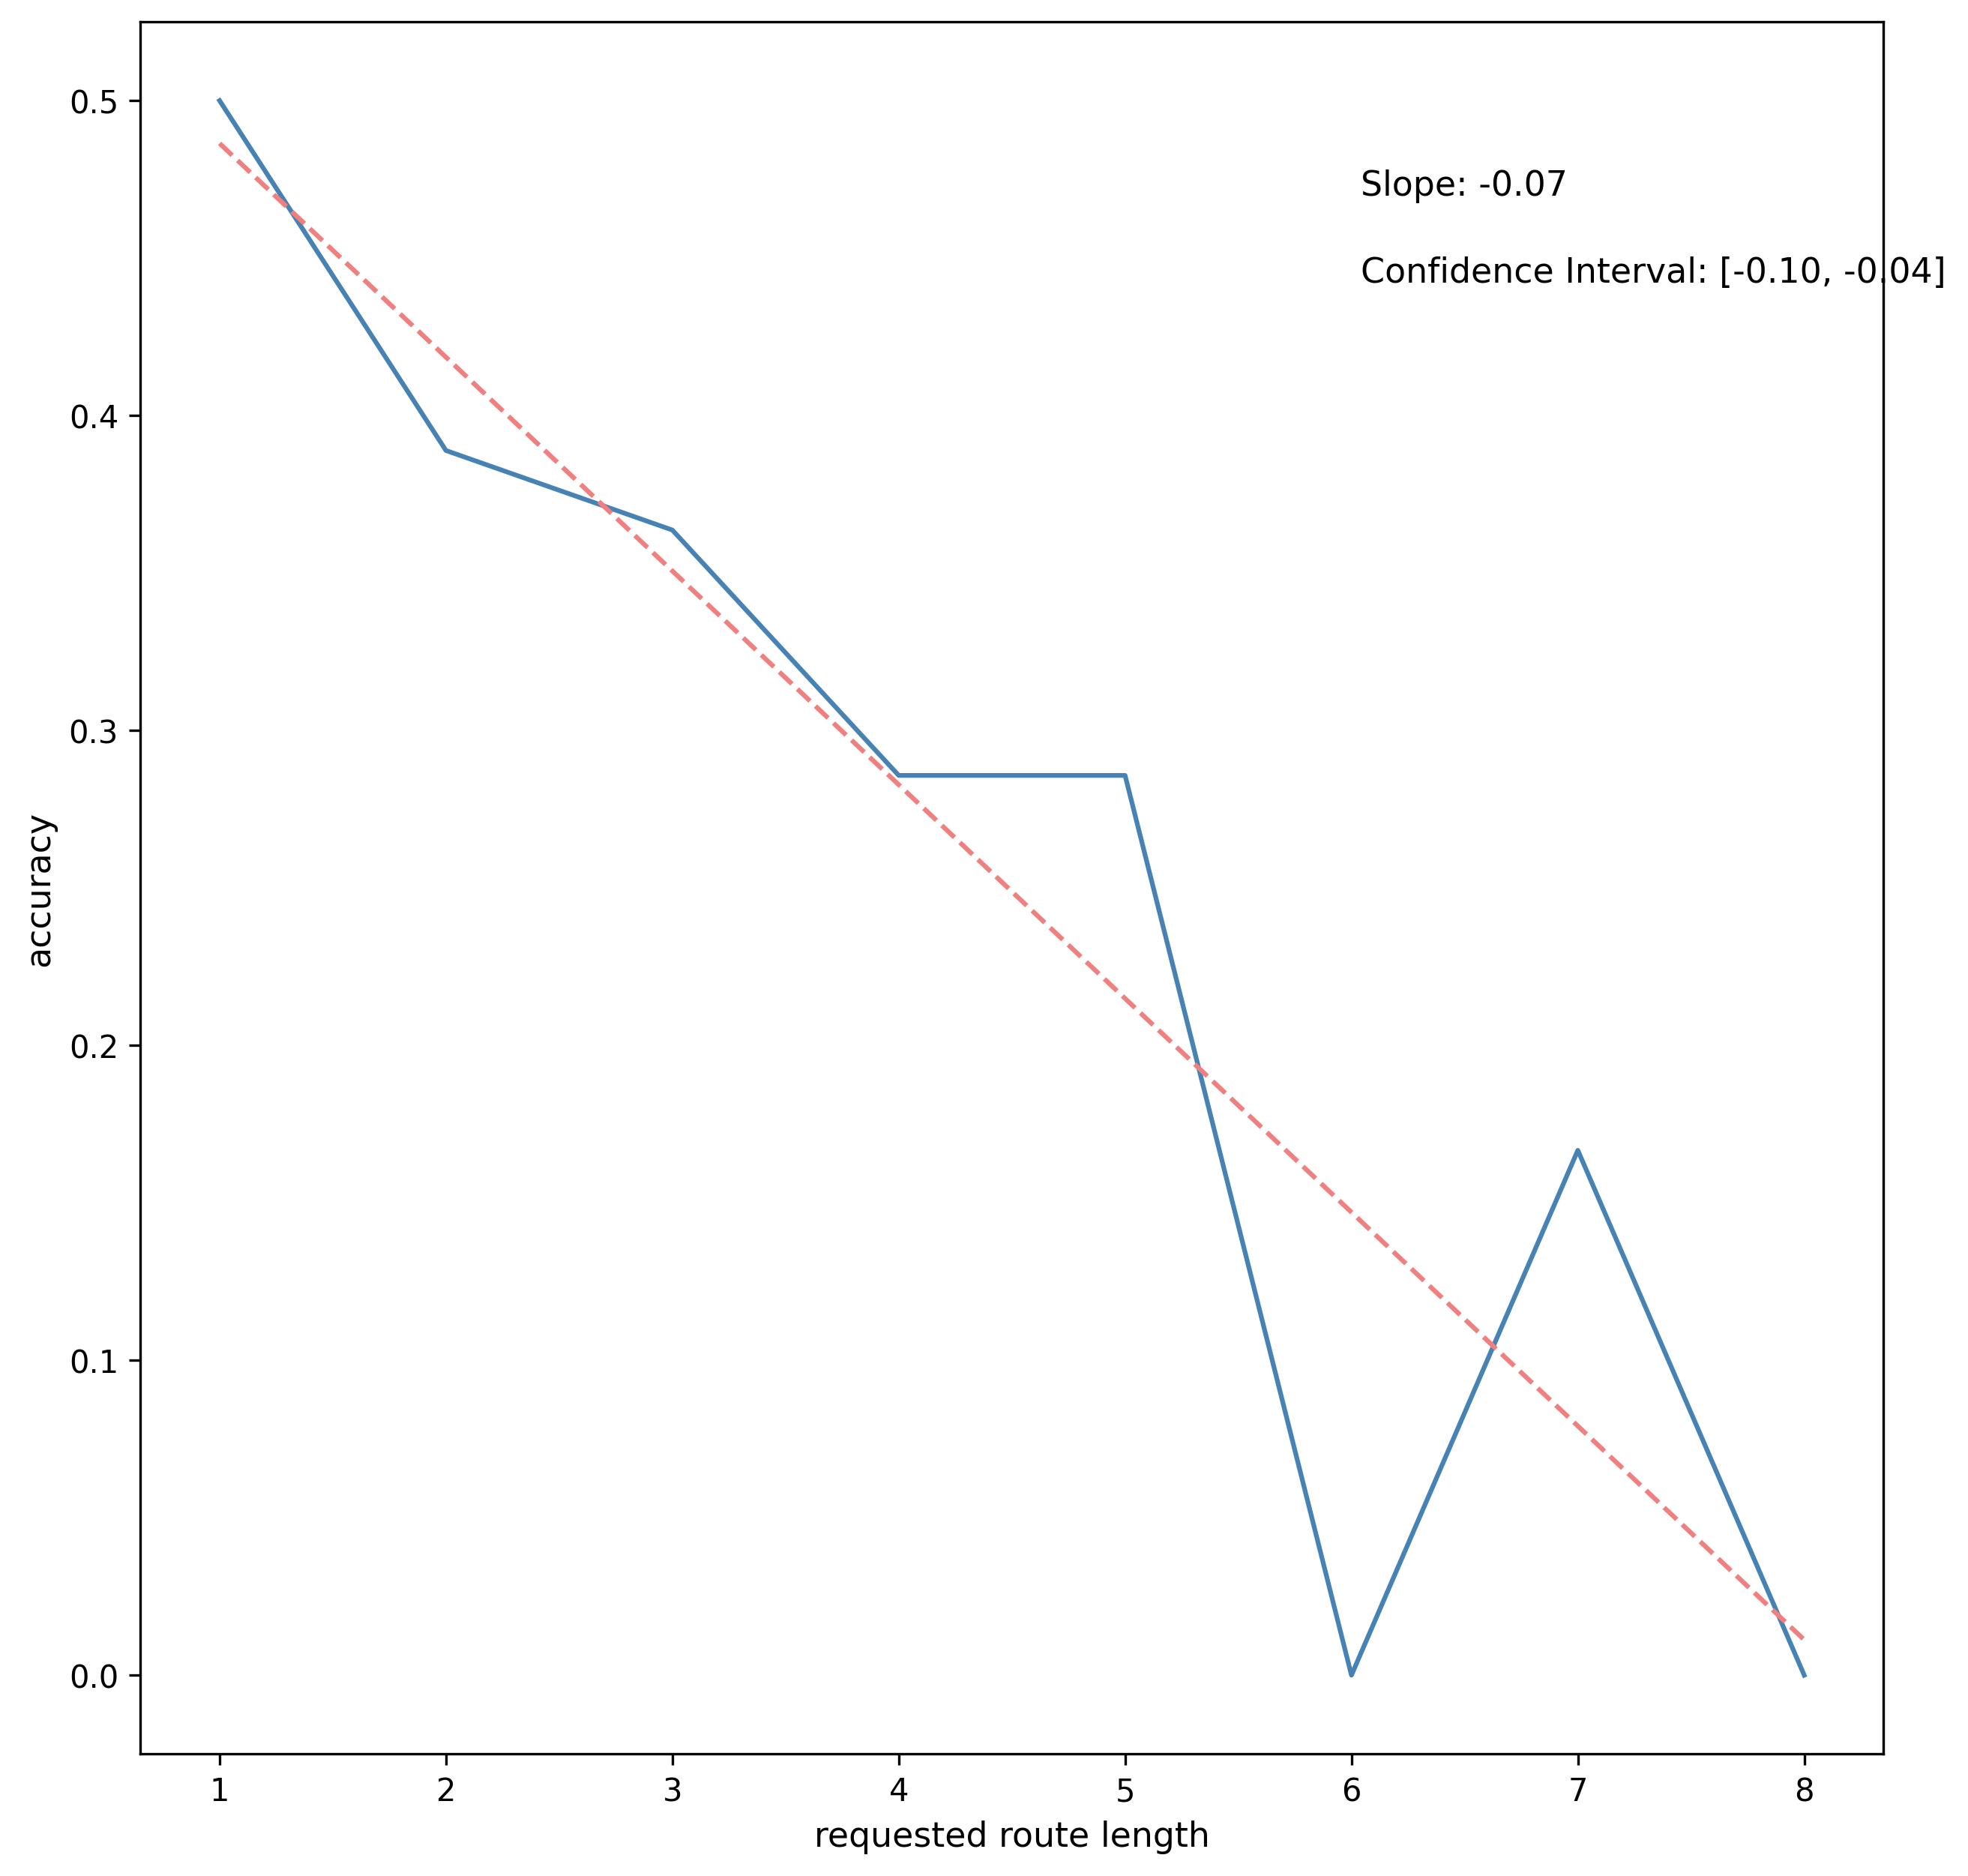 0.5
0.4
0.3
0.2
0.1
0.0
accuracy
Slope: -0.07
Confidence Interval: [-0.10, -0.04]
1 2 3 4 5 6 7 8
requested route length